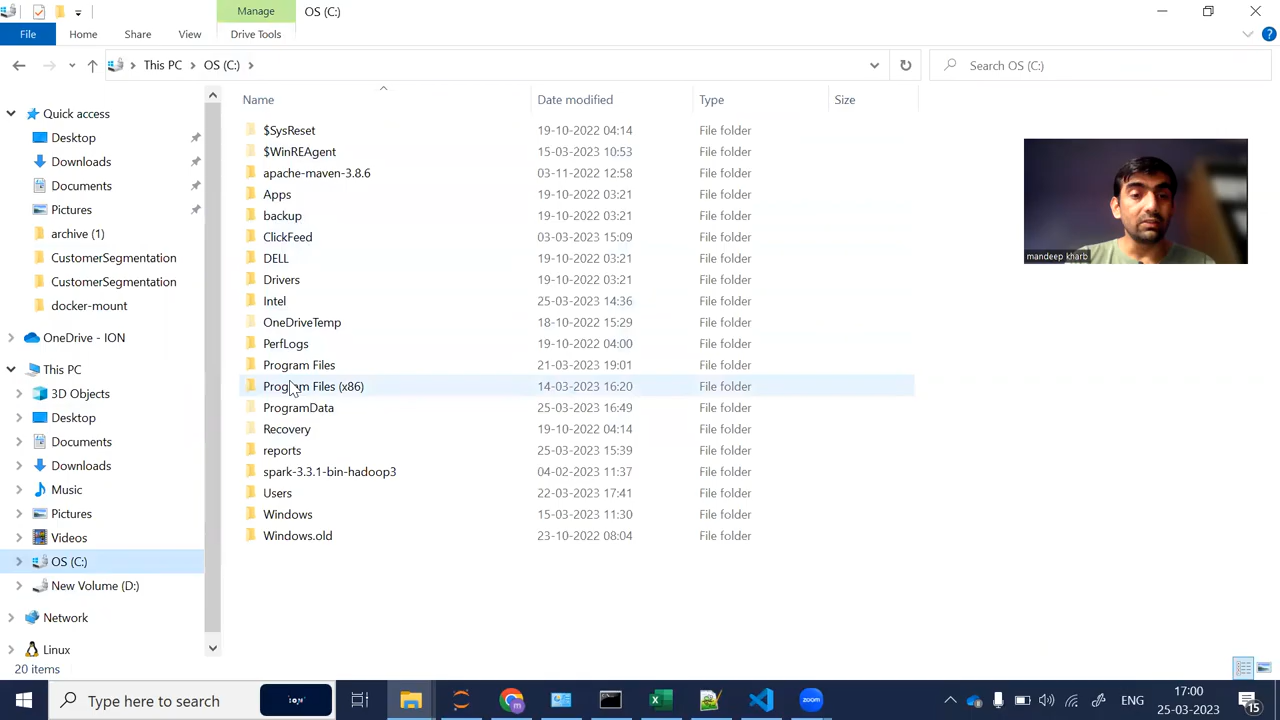 Manage
OS (C:)
File
Home
Share
View
Drive Tools
This PC
OS (C:)
Search OS (C:)
Quick access
Desktop
Downloads
Documents
Pictures
archive (1)
CustomerSegmentation
CustomerSegmentation
docker-mount
OneDrive - ION
This PC
3D Objects
Desktop
Documents
Downloads
Music
Pictures
Videos
OS (C:)
New Volume (D:)
Network
Linux
Name Date modified Type Size
$SysReset 19-10-2022 04:14 File folder
$WinREAgent 15-03-2023 10:53 File folder
apache-maven-3.8.6 03-11-2022 12:58 File folder
Apps 19-10-2022 03:21 File folder
backup 19-10-2022 03:21 File folder
ClickFeed 03-03-2023 15:09 File folder
DELL 19-10-2022 03:21 File folder
Drivers 19-10-2022 03:21 File folder
Intel 25-03-2023 14:36 File folder
OneDriveTemp 18-10-2022 15:29 File folder
PerfLogs 19-10-2022 04:00 File folder
Program Files 21-03-2023 19:01 File folder
Program Files (x86) 14-03-2023 16:20 File folder
ProgramData 25-03-2023 16:49 File folder
Recovery 19-10-2022 04:14 File folder
reports 25-03-2023 15:39 File folder
spark-3.3.1-bin-hadoop3 04-02-2023 11:37 File folder
Users 22-03-2023 17:41 File folder
Windows 15-03-2023 11:30 File folder
Windows.old 23-10-2022 08:04 File folder
mandeep kharb
20 items
Type here to search
zoom
ENG
17:00
25-03-2023
15